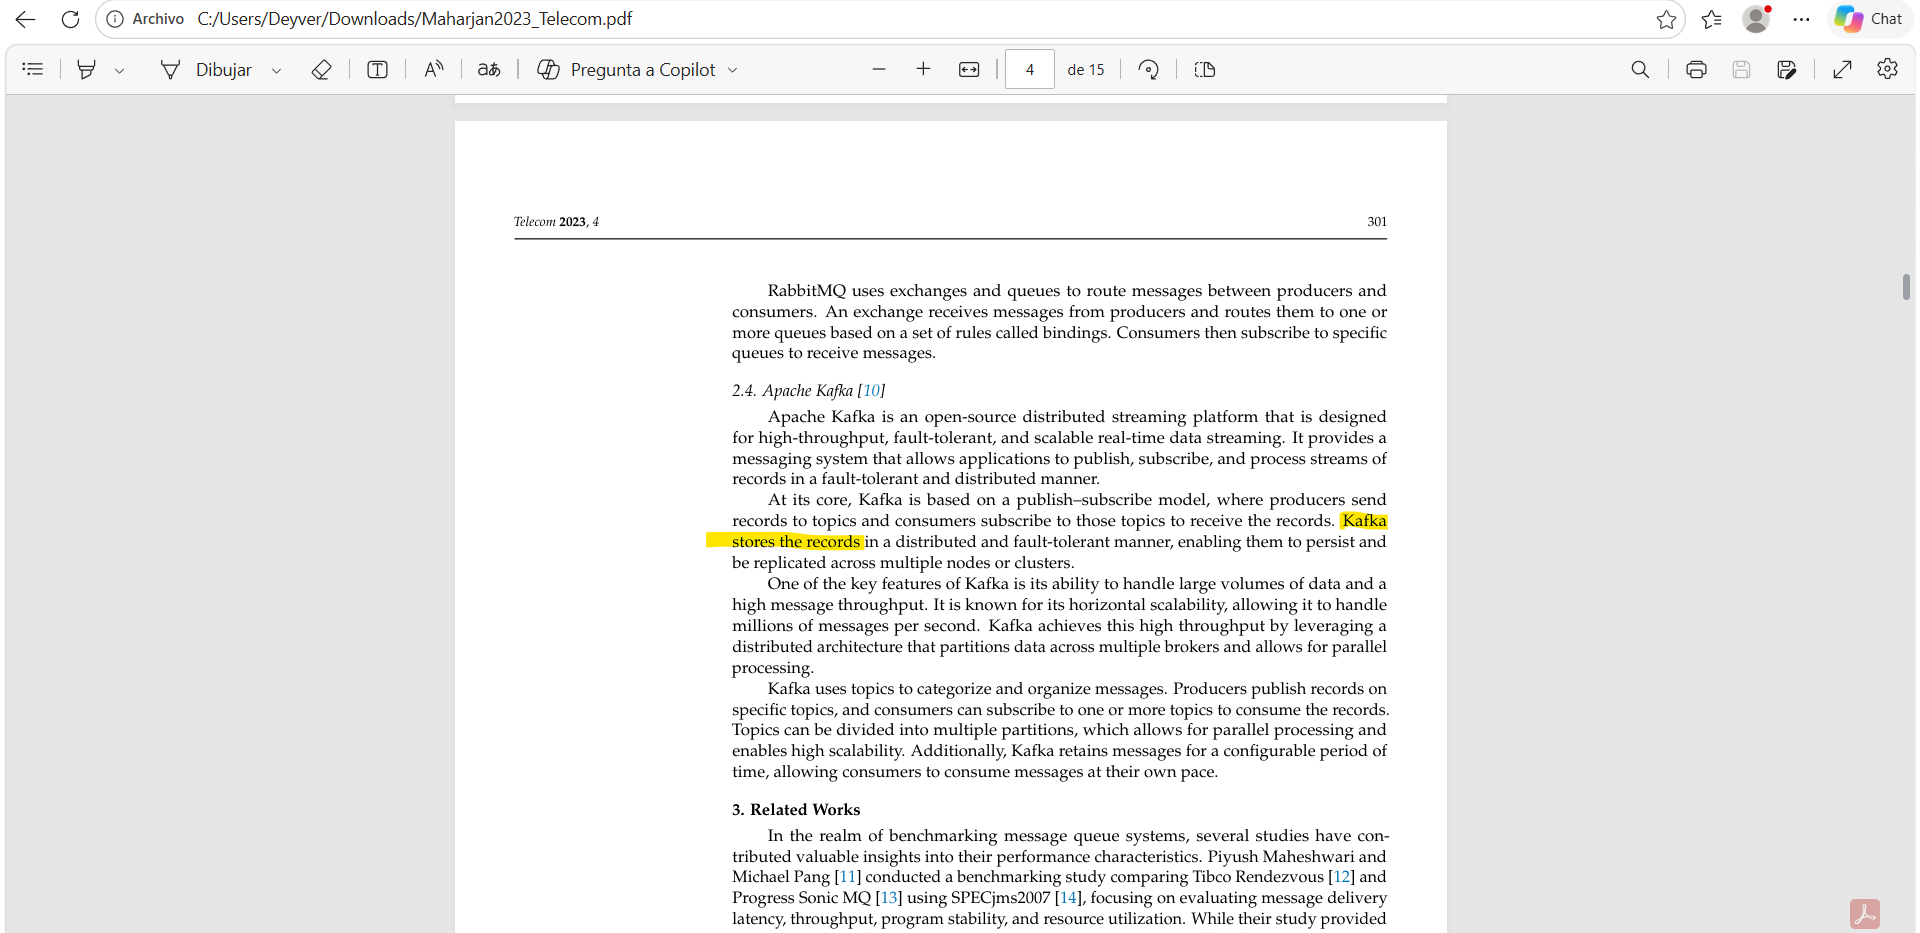 Archivo C:/Users/Deyver/Downloads/Maharjan2023_Telecom.pdf Chat
Dibujar T A aあ Pregunta a Copilot 4 de 15
Telecom 2023, 4 301
RabbitMQ uses exchanges and queues to route messages between producers and
consumers. An exchange receives messages from producers and routes them to one or
more queues based on a set of rules called bindings. Consumers then subscribe to specific
queues to receive messages.
2.4. Apache Kafka [10]
Apache Kafka is an open-source distributed streaming platform that is designed
for high-throughput, fault-tolerant, and scalable real-time data streaming. It provides a
messaging system that allows applications to publish, subscribe, and process streams of
records in a fault-tolerant and distributed manner.
At its core, Kafka is based on a publish–subscribe model, where producers send
records to topics and consumers subscribe to those topics to receive the records. Kafka
stores the records in a distributed and fault-tolerant manner, enabling them to persist and
be replicated across multiple nodes or clusters.
One of the key features of Kafka is its ability to handle large volumes of data and a
high message throughput. It is known for its horizontal scalability, allowing it to handle
millions of messages per second. Kafka achieves this high throughput by leveraging a
distributed architecture that partitions data across multiple brokers and allows for parallel
processing.
Kafka uses topics to categorize and organize messages. Producers publish records on
specific topics, and consumers can subscribe to one or more topics to consume the records.
Topics can be divided into multiple partitions, which allows for parallel processing and
enables high scalability. Additionally, Kafka retains messages for a configurable period of
time, allowing consumers to consume messages at their own pace.
3. Related Works
In the realm of benchmarking message queue systems, several studies have con-
tributed valuable insights into their performance characteristics. Piyush Maheshwari and
Michael Pang [11] conducted a benchmarking study comparing Tibco Rendezvous [12] and
Progress Sonic MQ [13] using SPECjms2007 [14], focusing on evaluating message delivery
latency, throughput, program stability, and resource utilization. While their study provided